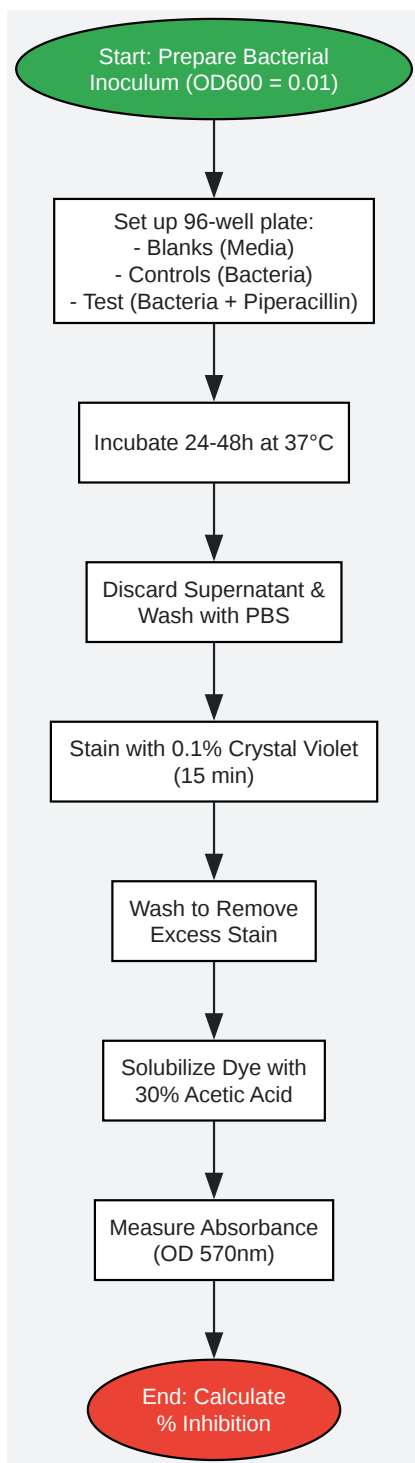 Start: Prepare Bacterial
Inoculum (OD600 = 0.01)
Set up 96-well plate:
- Blanks (Media)
- Controls (Bacteria)
- Test (Bacteria + Piperacillin)
Incubate 24-48h at 37°C
Discard Supernatant &
Wash with PBS
Stain with 0.1% Crystal Violet
(15 min)
Wash to Remove
Excess Stain
Solubilize Dye with
30% Acetic Acid
Measure Absorbance
(OD 570nm)
End: Calculate
% Inhibition